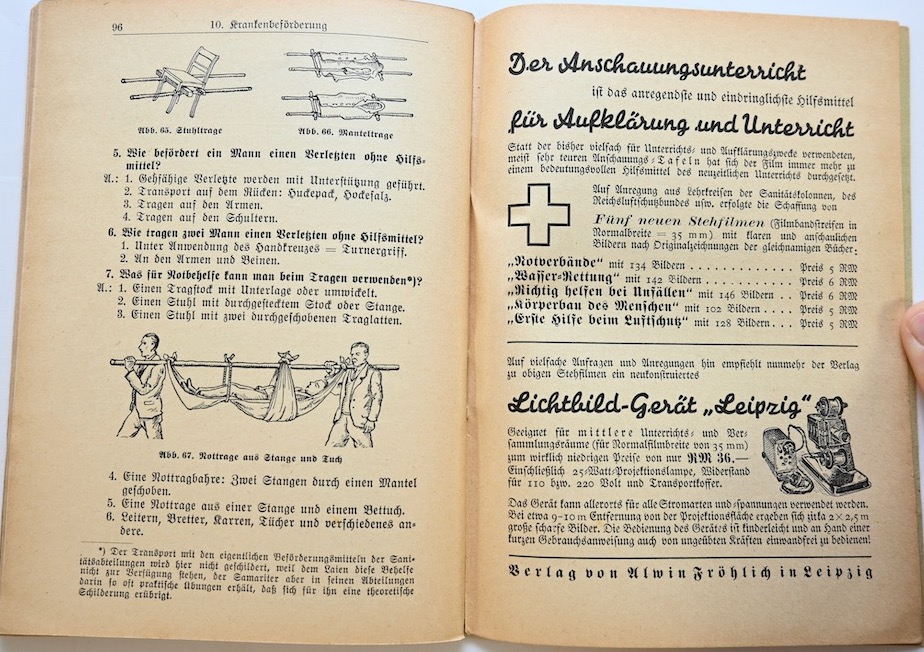 96
10. Krankenbeförderung
Abb. 65. Stuhltrage
Abb. 66. Manteltrage
5. Wie befördert ein Mann einen Verletzten ohne Hilfs-
mittel?
A.: 1. Gehfähige Verletzte werden mit Unterstützung geführt.
2. Transport auf dem Rücken: Huckepack, Hockesalz.
3. Tragen auf den Armen.
4. Tragen auf den Schultern.
6. Wie tragen zwei Mann einen Verletzten ohne Hilfsmittel?
1. Unter Anwendung des Handkreuzes = Turnergriff.
2. An den Armen und Beinen.
7. Was für Notbehelfe kann man beim Tragen verwenden*)?
A.: 1. Einen Tragstock mit Unterlage oder umwickelt.
2. Einen Stuhl mit durchgestecktem Stock oder Stange.
3. Einen Stuhl mit zwei durchgeschobenen Traglatten.
Abb. 67. Nottrage aus Stange und Tuch
4. Eine Nottragbahre: Zwei Stangen durch einen Mantel
geschoben.
5. Eine Nottrage aus einer Stange und einem Bettuch.
6. Leitern, Bretter, Karren, Tücher und verschiedenes an-
dere.
*) Der Transport mit den eigentlichen Beförderungsmitteln der Sani-
tätsabteilungen wird hier nicht geschildert, weil dem Laien diese Behelfe
nicht zur Verfügung stehen, der Samariter aber in seinen Abteilungen
darin so oft praktische Übungen erhält, daß sich für ihn eine theoretische
Schilderung erübrigt.
Der Anschauungsunterricht
ist das anregendste und eindringlichste Hilfsmittel
für Aufklärung und Unterricht
Statt der bisher vielfach für Unterrichts- und Aufklärungszwecke verwendeten,
meist sehr teuren Anschauungs-Tafeln hat sich der Film immer mehr zu
einem bedeutungsvollen Hilfsmittel des neuzeitlichen Unterrichts durchgesetzt.
Auf Anregung aus Lehrkreisen der Sanitätskolonnen, des
Reichsluftschutzbundes usw. erfolgte die Schaffung von
Fünf neuen Stehfilmen (Filmbandstreifen in
Normalbreite = 35 mm) mit klaren und anschaulichen
Bildern nach Originalzeichnungen der gleichnamigen Bücher:
„Notverbände“ mit 134 Bildern . . . . . . . . . . . . Preis 5 RM
„Wasser-Rettung“ mit 142 Bildern . . . . . . . . . . Preis 6 RM
„Richtig helfen bei Unfällen“ mit 146 Bildern . . Preis 6 RM
„Körperbau des Menschen“ mit 102 Bildern . . . . Preis 5 RM
„Erste Hilfe beim Luftschutz“ mit 128 Bildern . . . Preis 5 RM
Auf vielfache Anfragen und Anregungen hin empfiehlt nunmehr der Verlag
zu obigen Stehfilmen ein neukonstruiertes
Lichtbild-Gerät „Leipzig“
Geeignet für mittlere Unterrichts- und Ver-
sammlungsräume (für Normalfilmbreite von 35 mm)
zum wirklich niedrigen Preise von nur RM 36.—
Einschließlich 25-Watt-Projektionslampe, Widerstand
für 110 bzw. 220 Volt und Transportkoffer.
Das Gerät kann allerorts für alle Stromarten und -spannungen verwendet werden.
Bei etwa 9-10 m Entfernung von der Projektionsfläche ergeben sich zirka 2×2,5 m
große scharfe Bilder. Die Bedienung des Gerätes ist kinderleicht und an Hand einer
kurzen Gebrauchsanweisung auch von ungeübten Kräften einwandfrei zu bedienen!
Verlag von Alwin Fröhlich in Leipzig